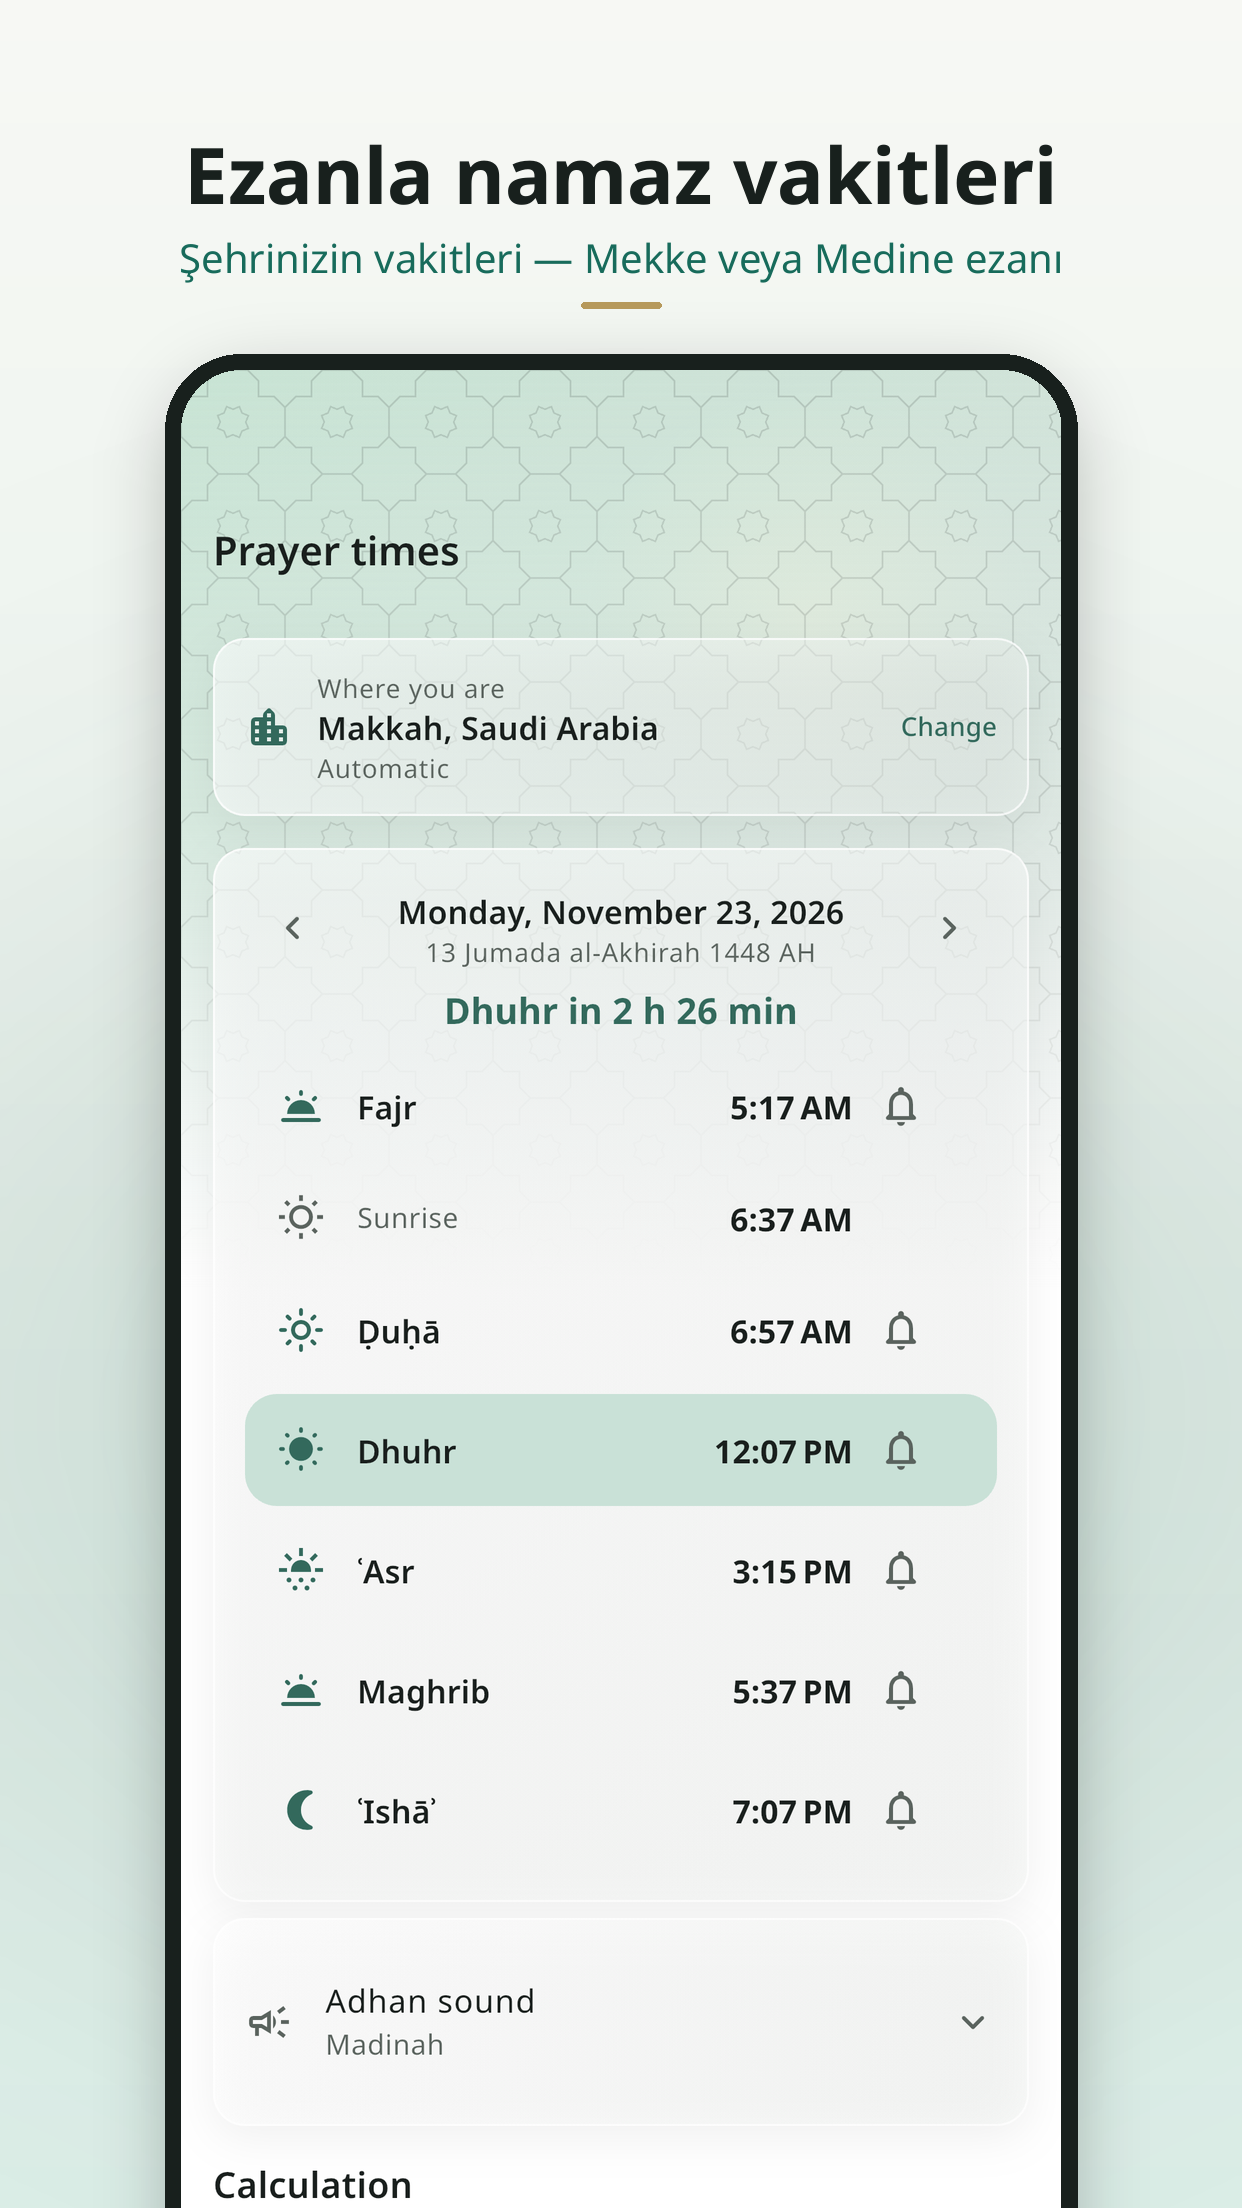 Ezanla namaz vakitleri
Şehrinizin vakitleri — Mekke veya Medine ezanı
Prayer times
Where you are
Makkah, Saudi Arabia
Automatic
Change
Monday, November 23, 2026
13 Jumada al-Akhirah 1448 AH
Dhuhr in 2 h 26 min
Fajr 5:17 AM
Sunrise 6:37 AM
Ḍuḥā 6:57 AM
Dhuhr 12:07 PM
ʿAsr 3:15 PM
Maghrib 5:37 PM
ʿIshāʾ 7:07 PM
Adhan sound
Madinah
Calculation